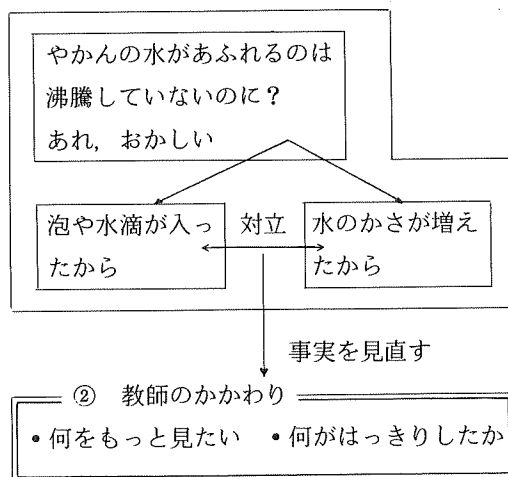 やかんの水があふれるのは
沸騰していないのに？
あれ，おかしい
泡や水滴が入っ
たから
対立
水のかさが増え
たから
事実を見直す
② 教師のかかわり
・何をもっと見たい ・何がはっきりしたか